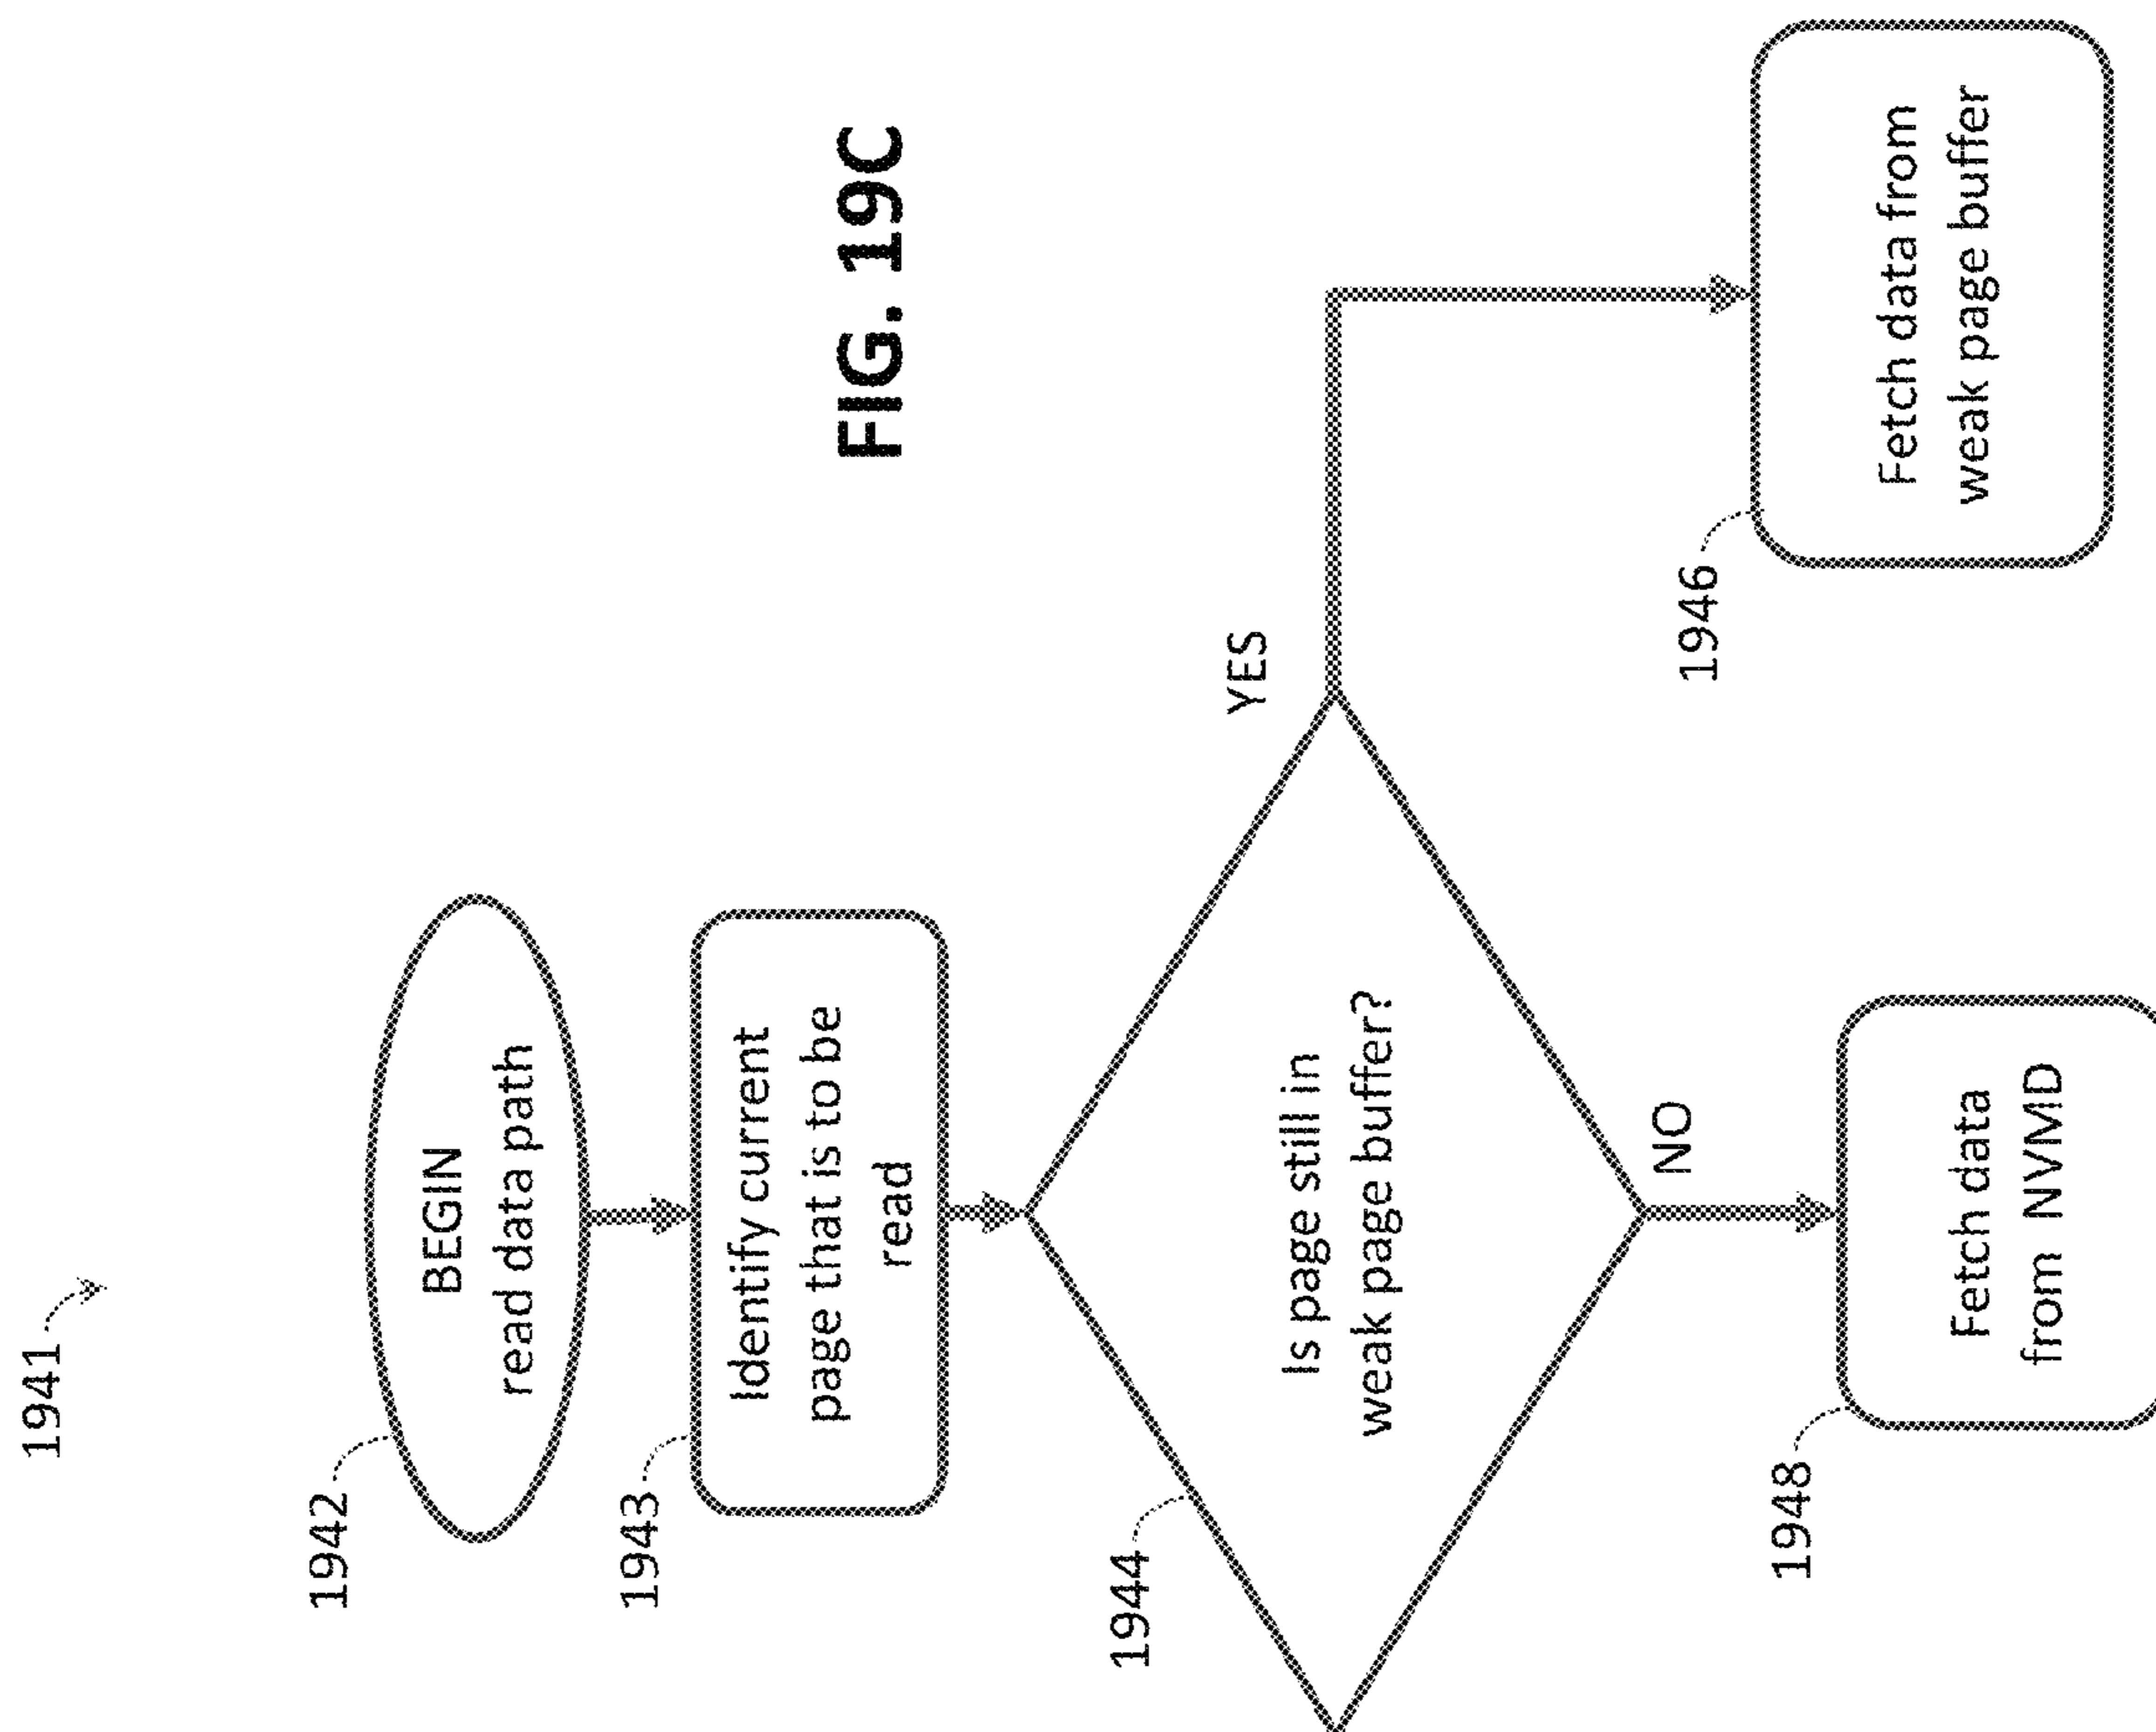 1941
FIG. 19C
1942
BEGIN
read data path
1943
Identify current
page that is to be
read
1944
Is page still in
weak page buffer?
YES
NO
1946
Fetch data from
weak page buffer
1948
Fetch data
from NVMD